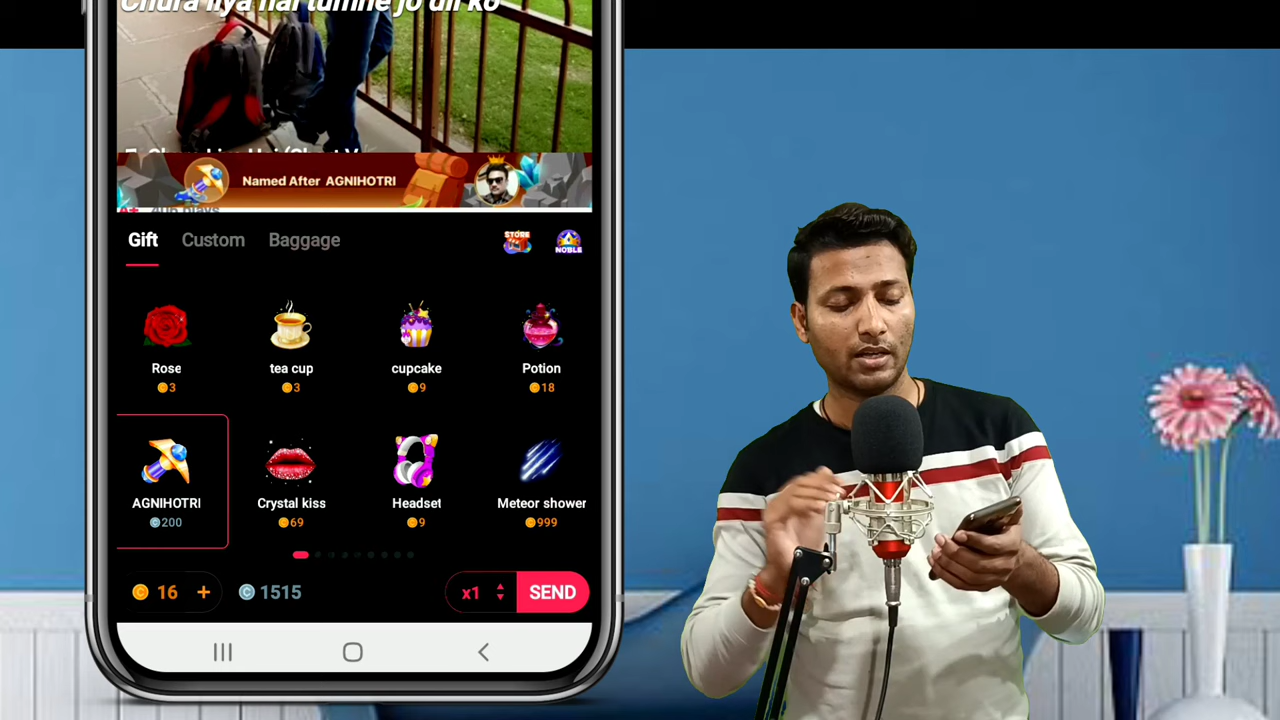 Chura liya hai tumne jo dil ko
Named After AGNIHOTRI
plays
Gift Custom Baggage
STORE
NOBLE
Rose tea cup cupcake Potion
3 3 9 18
AGNIHOTRI Crystal kiss Headset Meteor shower
200 69 9 999
16 + 1515 x1 SEND